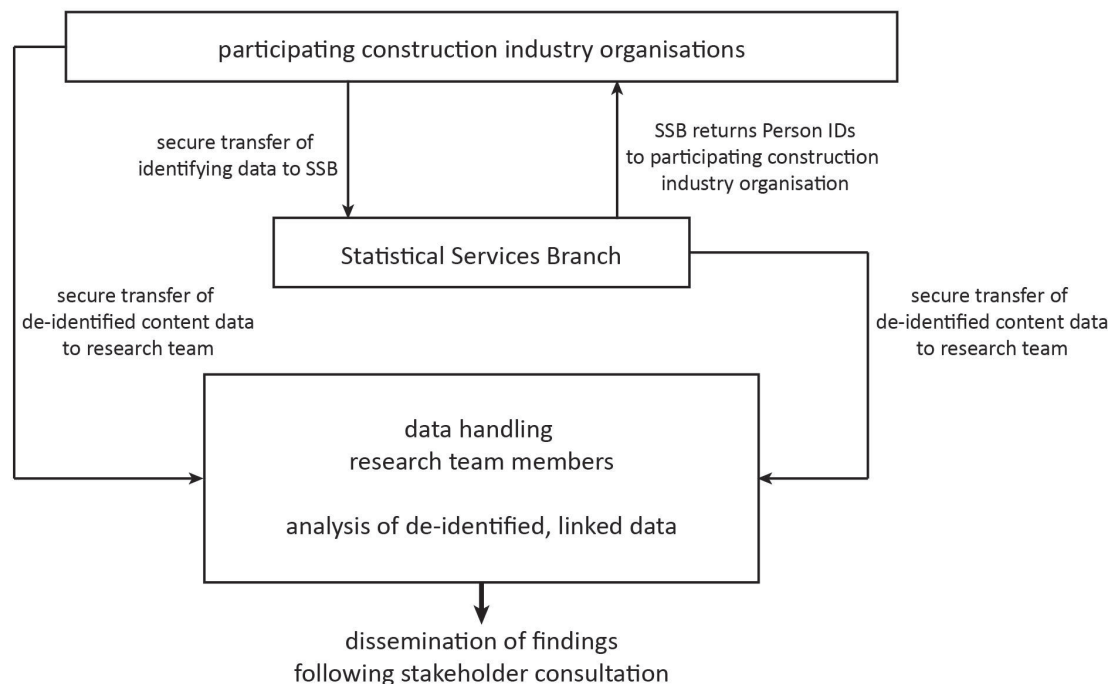 participating construction industry organisations
secure transfer of
identifying data to SSB
SSB returns Person IDs
to participating construction
industry organisation
Statistical Services Branch
secure transfer of
de-identified content data
to research team
secure transfer of
de-identified content data
to research team
data handling
research team members
analysis of de-identified, linked data
dissemination of findings
following stakeholder consultation